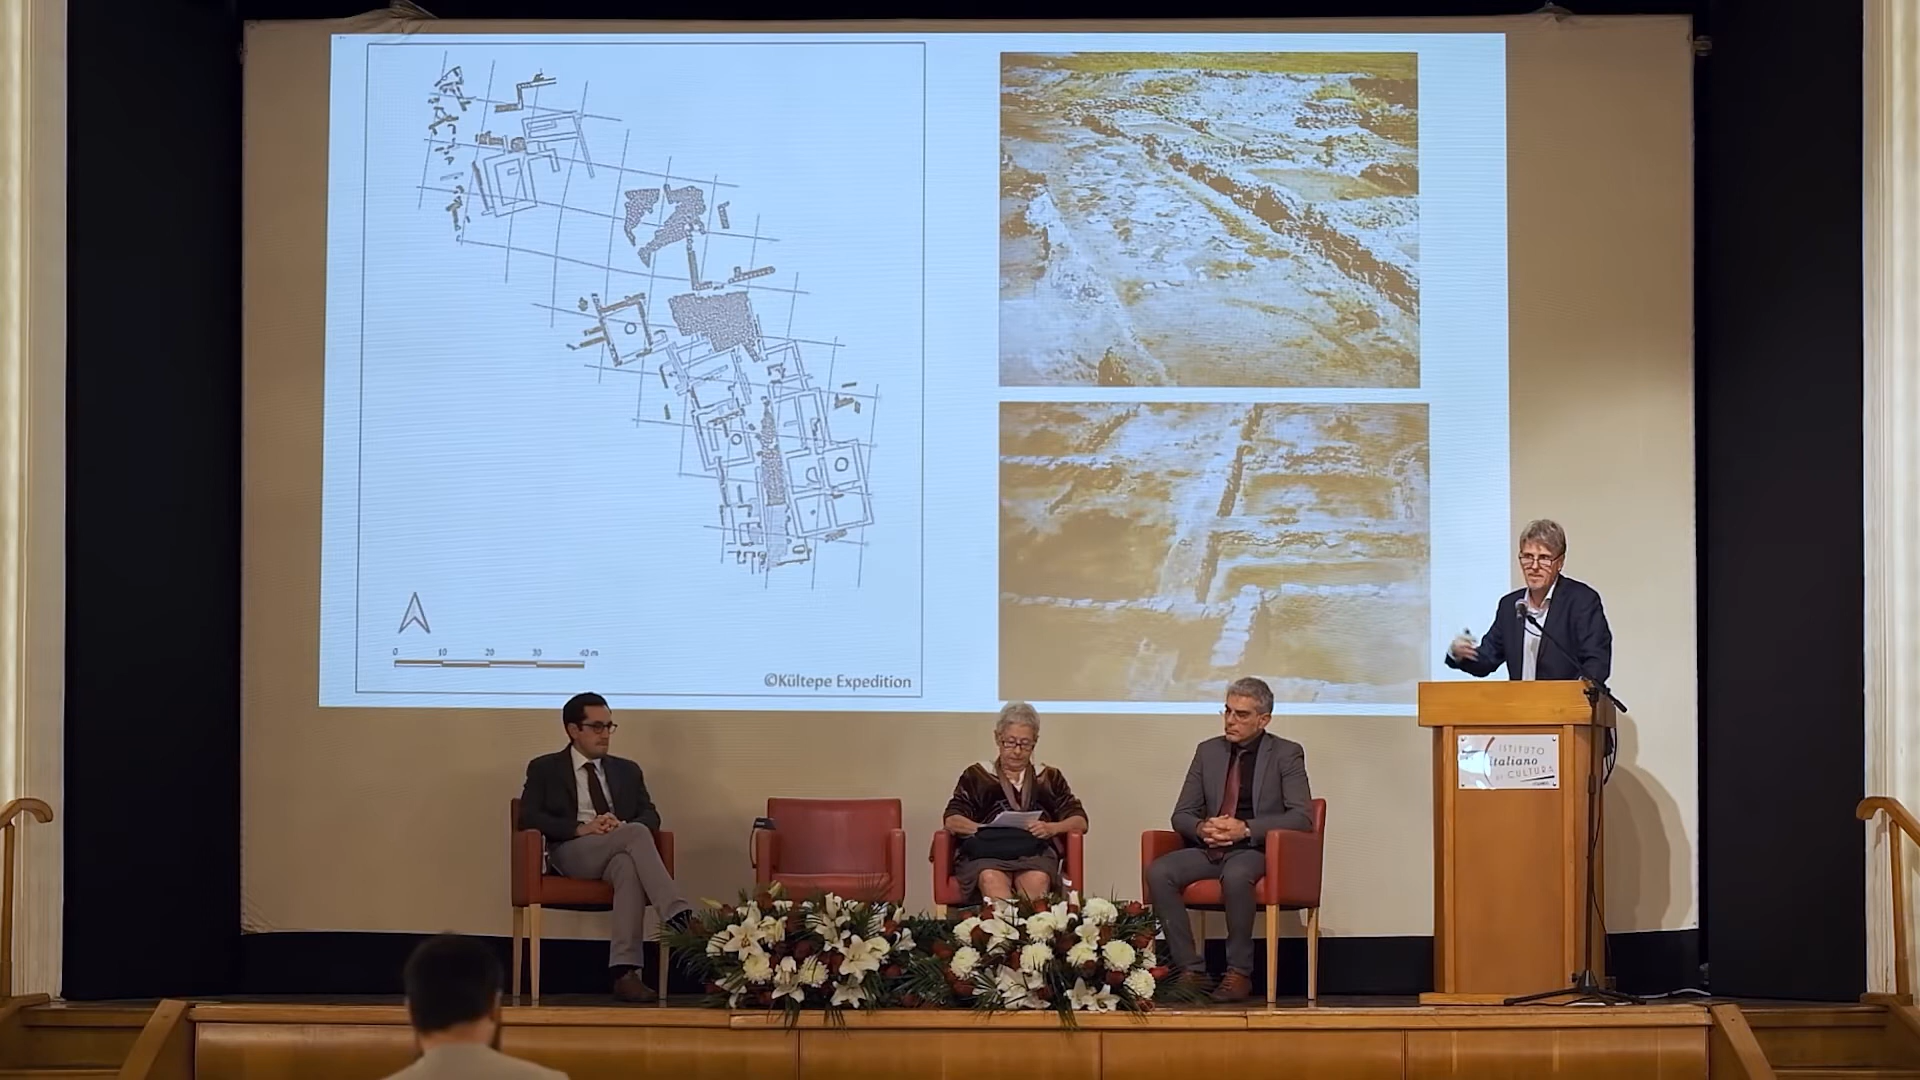 0 10 20 30 40 m
©Kültepe Expedition
ISTITUTO
italiano
DI CULTURA